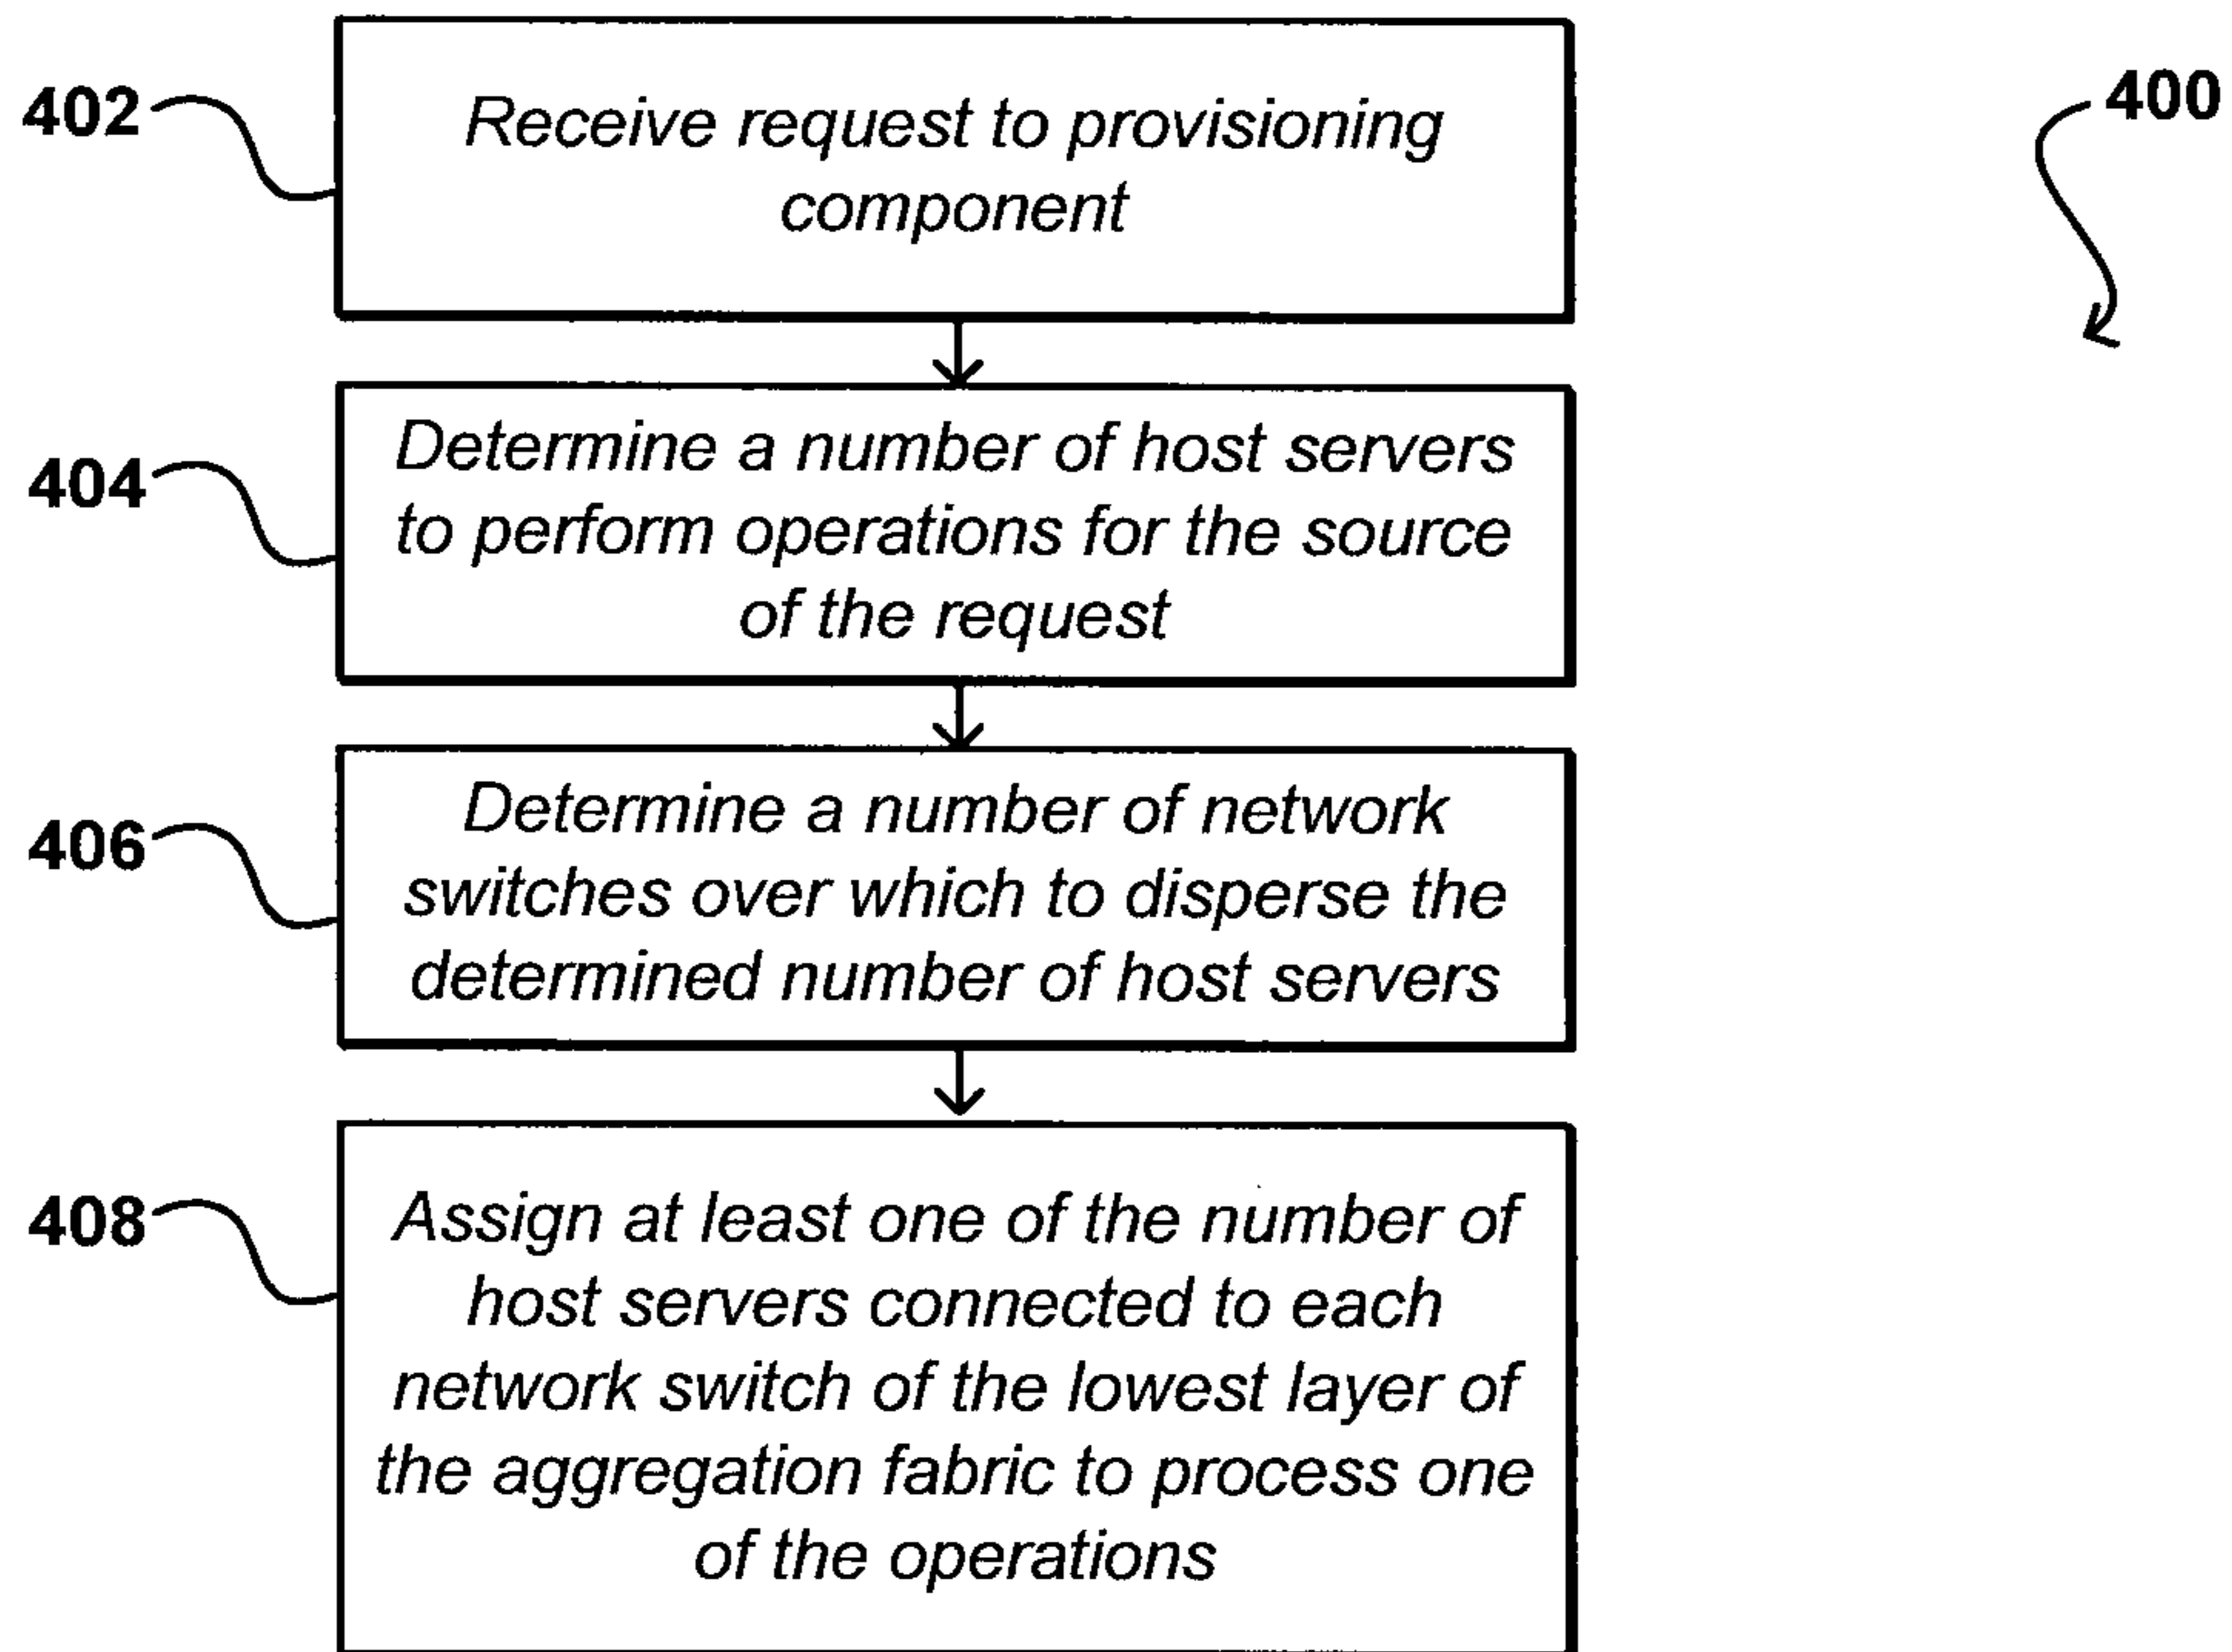 402
Receive request to provisioning
component
400
404
Determine a number of host servers
to perform operations for the source
of the request
406
Determine a number of network
switches over which to disperse the
determined number of host servers
408
Assign at least one of the number of
host servers connected to each
network switch of the lowest layer of
the aggregation fabric to process one
of the operations